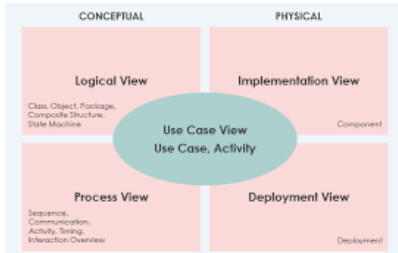 CONCEPTUAL
PHYSICAL
Logical View
Implementation View
Class, Object, Package,
Composite Structure,
State Machine
Component
Use Case View
Use Case, Activity
Process View
Deployment View
Sequence,
Communication,
Activity, Timing,
Interaction Overview
Deployment